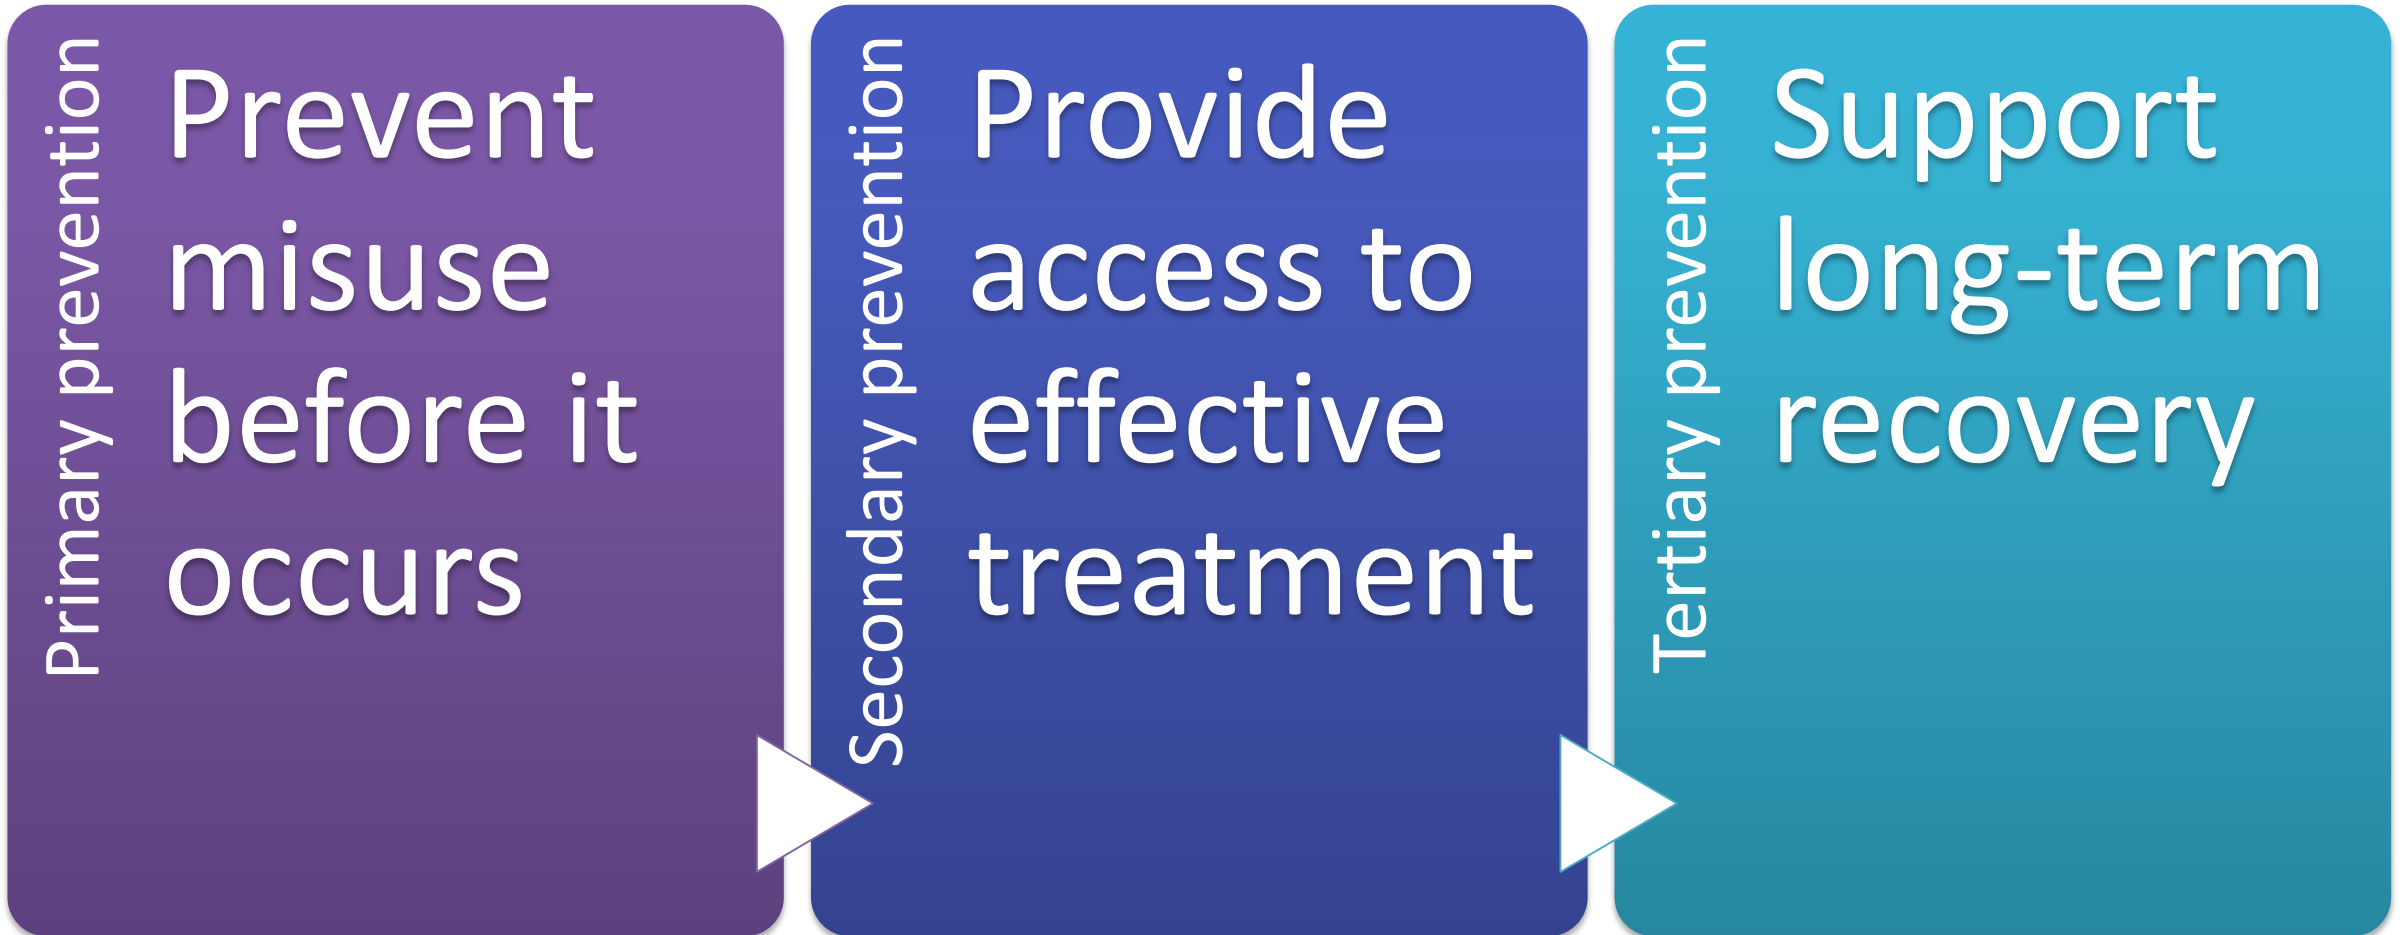 Primary prevention
Prevent
misuse
before it
occurs
Secondary prevention
Provide
access to
effective
treatment
Tertiary prevention
Support
long-term
recovery